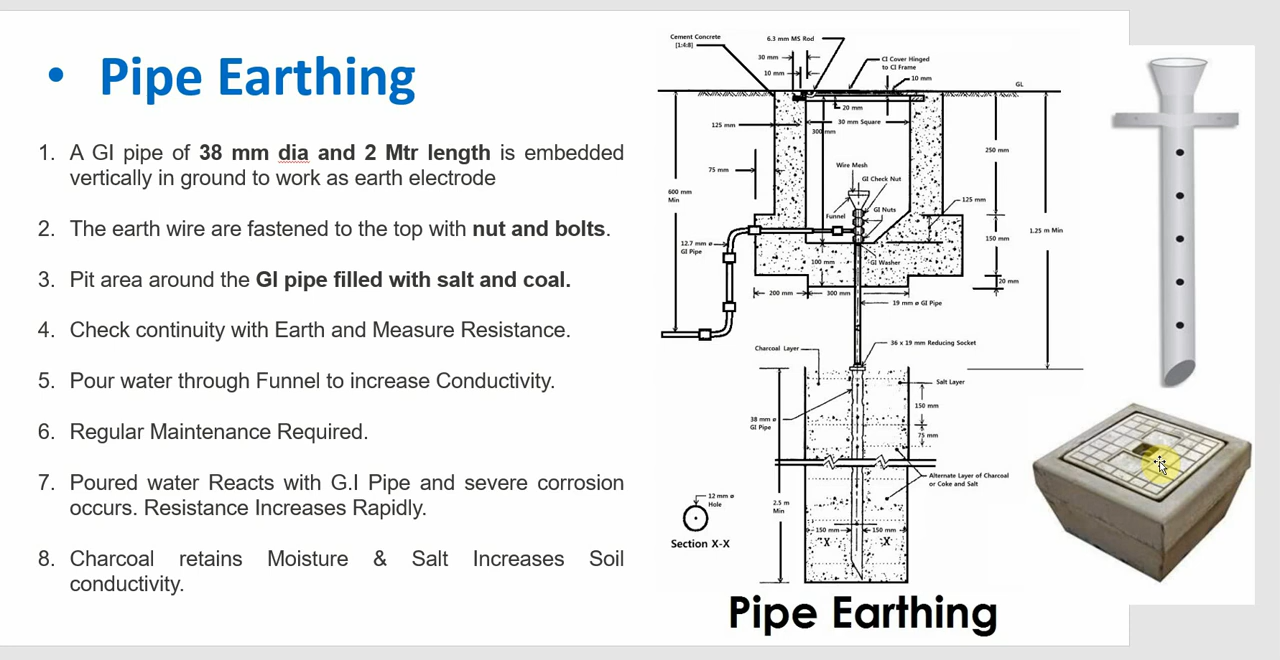 • Pipe Earthing
1. A GI pipe of 38 mm dia and 2 Mtr length is embedded
vertically in ground to work as earth electrode
2. The earth wire are fastened to the top with nut and bolts.
3. Pit area around the GI pipe filled with salt and coal.
4. Check continuity with Earth and Measure Resistance.
5. Pour water through Funnel to increase Conductivity.
6. Regular Maintenance Required.
7. Poured water Reacts with G.I Pipe and severe corrosion
occurs. Resistance Increases Rapidly.
8. Charcoal retains Moisture & Salt Increases Soil
conductivity.
Cement Concrete
[1:4:8]
6.3 mm MS Rod
30 mm
10 mm
CI Cover Hinged
to CI Frame
10 mm
GL
20 mm
125 mm
30 mm Square
300 mm
250 mm
Wire Mesh
75 mm
GI Check Nut
600 mm
Min
125 mm
Funnel
GI Nuts
1.25 m Min
12.7 mm ø
GI Pipe
150 mm
100 mm
GI Washer
20 mm
200 mm
300 mm
19 mm ø GI Pipe
36 x 19 mm Reducing Socket
Charcoal Layer
Salt Layer
150 mm
38 mm ø
GI Pipe
75 mm
Alternate Layer of Charcoal
or Coke and Salt
12 mm ø
Hole
2.5 m
Min
150 mm
150 mm
X
X
Section X-X
Pipe Earthing